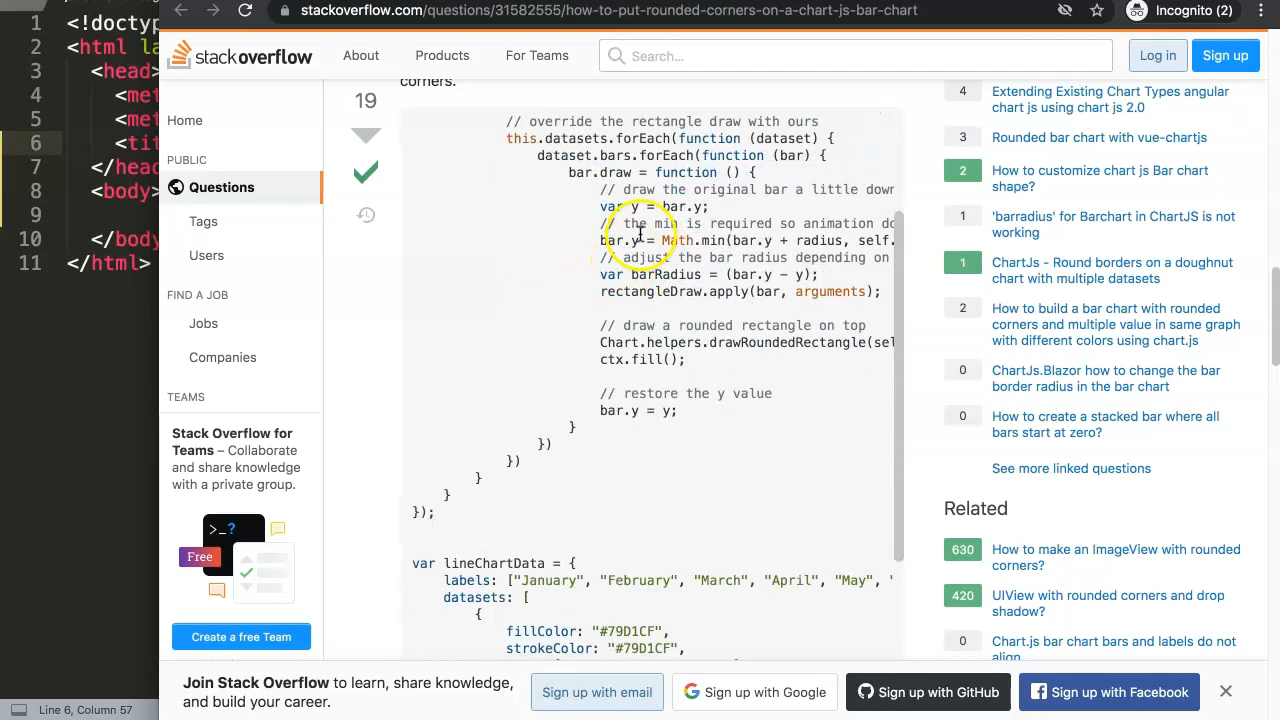 1 <!doctyp
2 <html la
3 <head>
4 <met
5 <met
6 <tit
7 </head
8 <body>
9
10 </body
11 </html>
Line 6, Column 57
stackoverflow.com/questions/31582555/how-to-put-rounded-corners-on-a-chart-js-bar-chart
Incognito (2)
stackoverflow
About
Products
For Teams
Search...
Log in
Sign up
Home
PUBLIC
Questions
Tags
Users
FIND A JOB
Jobs
Companies
TEAMS
Stack Overflow for
Teams – Collaborate
and share knowledge
with a private group.
>_?
Free
Create a free Team
corners.
19
// override the rectangle draw with ours
this.datasets.forEach(function (dataset) {
dataset.bars.forEach(function (bar) {
bar.draw = function () {
// draw the original bar a little down
var y = bar.y;
// the min is required so animation do
bar.y = Math.min(bar.y + radius, self.
// adjust the bar radius depending on
var barRadius = (bar.y - y);
rectangleDraw.apply(bar, arguments);
// draw a rounded rectangle on top
Chart.helpers.drawRoundedRectangle(sel
ctx.fill();
// restore the y value
bar.y = y;
}
})
})
}
}
});
var lineChartData = {
labels: ["January", "February", "March", "April", "May", "
datasets: [
{
fillColor: "#79D1CF",
strokeColor: "#79D1CF",
4 Extending Existing Chart Types angular
chart js using chart js 2.0
3 Rounded bar chart with vue-chartjs
2 How to customize chart js Bar chart
shape?
1 'barradius' for Barchart in ChartJS is not
working
1 ChartJs - Round borders on a doughnut
chart with multiple datasets
2 How to build a bar chart with rounded
corners and multiple value in same graph
with different colors using chart.js
0 ChartJs.Blazor how to change the bar
border radius in the bar chart
0 How to create a stacked bar where all
bars start at zero?
See more linked questions
Related
630 How to make an ImageView with rounded
corners?
420 UIView with rounded corners and drop
shadow?
0 Chart.js bar chart bars and labels do not
align
Join Stack Overflow to learn, share knowledge,
and build your career.
Sign up with email
Sign up with Google
Sign up with GitHub
Sign up with Facebook